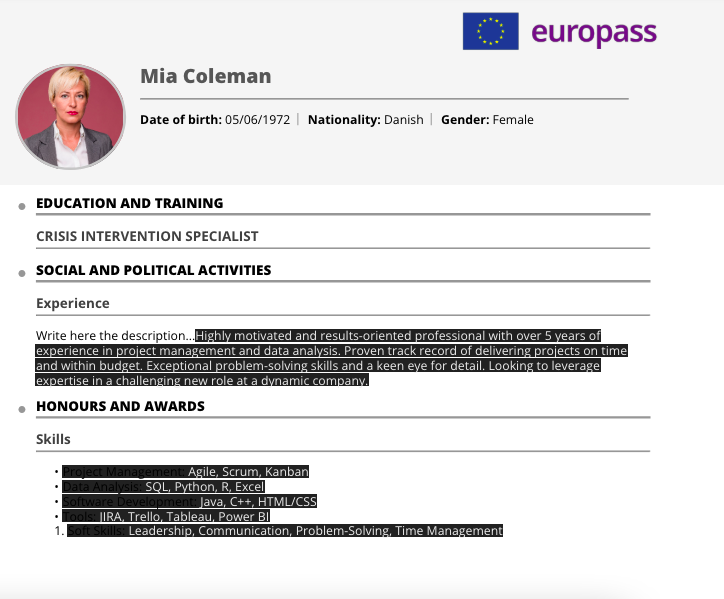 europass
Mia Coleman
Date of birth: 05/06/1972 | Nationality: Danish | Gender: Female
EDUCATION AND TRAINING
CRISIS INTERVENTION SPECIALIST
SOCIAL AND POLITICAL ACTIVITIES
Experience
Write here the description...Highly motivated and results-oriented professional with over 5 years of
experience in project management and data analysis. Proven track record of delivering projects on time
and within budget. Exceptional problem-solving skills and a keen eye for detail. Looking to leverage
expertise in a challenging new role at a dynamic company.
HONOURS AND AWARDS
Skills
• Project Management: Agile, Scrum, Kanban
• Data Analysis: SQL, Python, R, Excel
• Software Development: Java, C++, HTML/CSS
• Tools: JIRA, Trello, Tableau, Power BI
1. Soft Skills: Leadership, Communication, Problem-Solving, Time Management